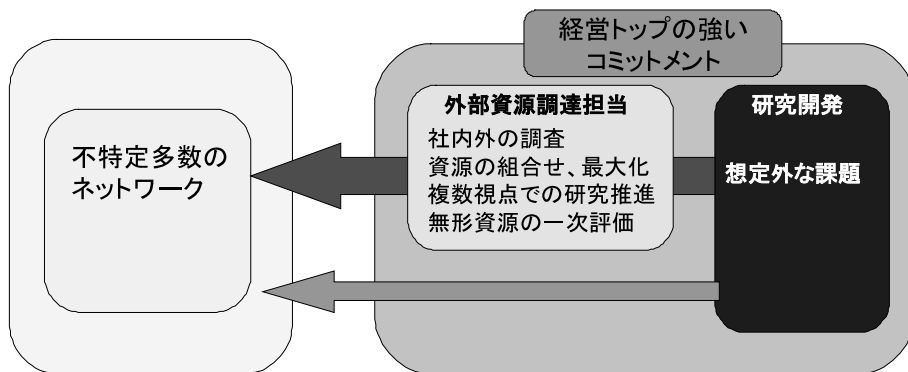 経営トップの強い
コミットメント
外部資源調達担当
社内外の調査
資源の組合せ、最大化
複数視点での研究推進
無形資源の一次評価
研究開発
想定外な課題
不特定多数の
ネットワーク